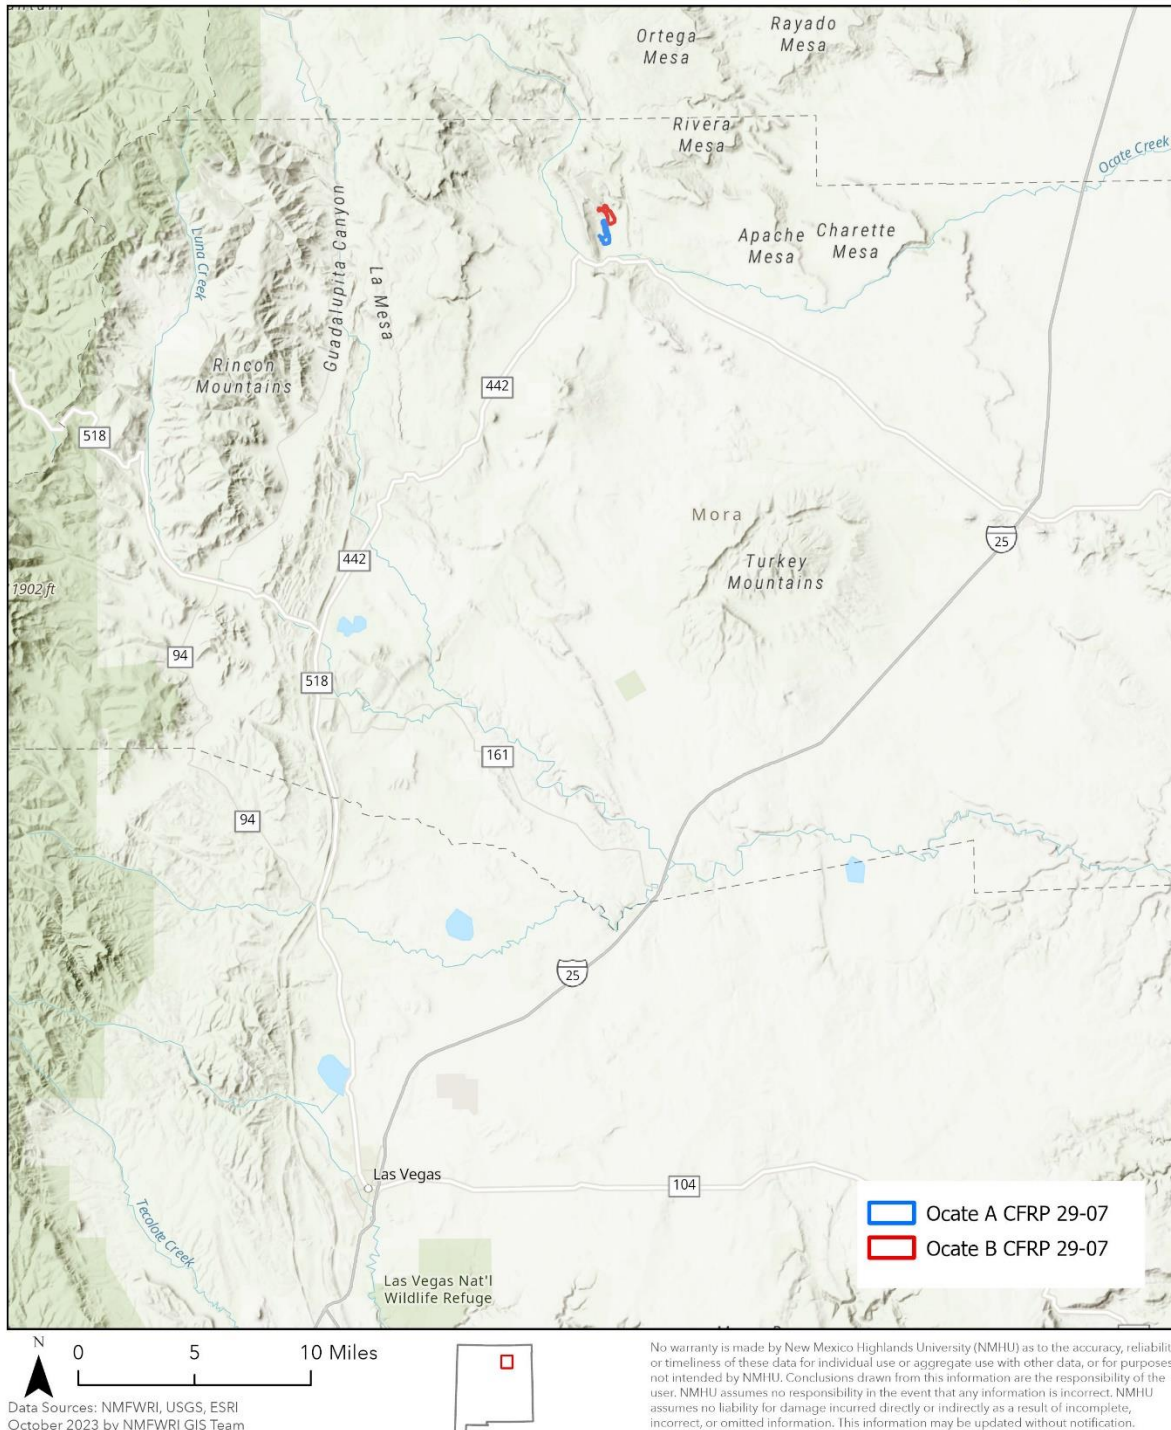 Ortega
Mesa
Rayado
Mesa
Rivera
Mesa
Ocate Creek
Guadalupita Canyon
Luna Creek
La Mesa
Apache
Mesa
Charette
Mesa
Rincon
Mountains
442
518
Mora
25
Turkey
Mountains
442
1902 ft
94
518
161
94
25
Las Vegas
104
Tecolote Creek
Las Vegas Nat'l
Wildlife Refuge
Ocate A CFRP 29-07
Ocate B CFRP 29-07
N
0 5 10 Miles
Data Sources: NMFWRI, USGS, ESRI
October 2023 by NMFWRI GIS Team
No warranty is made by New Mexico Highlands University (NMHU) as to the accuracy, reliabilit
or timeliness of these data for individual use or aggregate use with other data, or for purposes
not intended by NMHU. Conclusions drawn from this information are the responsibility of the
user. NMHU assumes no responsibility in the event that any information is incorrect. NMHU
assumes no liability for damage incurred directly or indirectly as a result of incomplete,
incorrect, or omitted information. This information may be updated without notification.